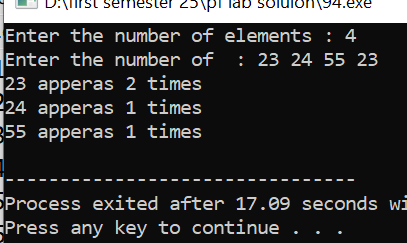 D:\first semester 25\pf lab solution\94.exe
Enter the number of elements : 4
Enter the number of  : 23 24 55 23
23 apperas 2 times
24 apperas 1 times
55 apperas 1 times
--------------------------------
Process exited after 17.09 seconds wi
Press any key to continue . . .